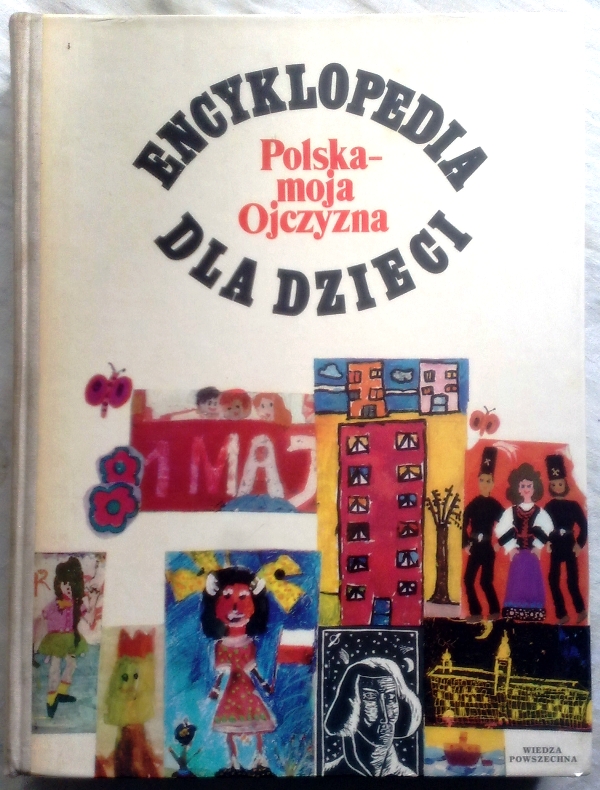 ENCYKLOPEDIA
Polska-
moja
Ojczyzna
DLA DZIECI
1 MAJ
R
WIEDZA
POWSZECHNA